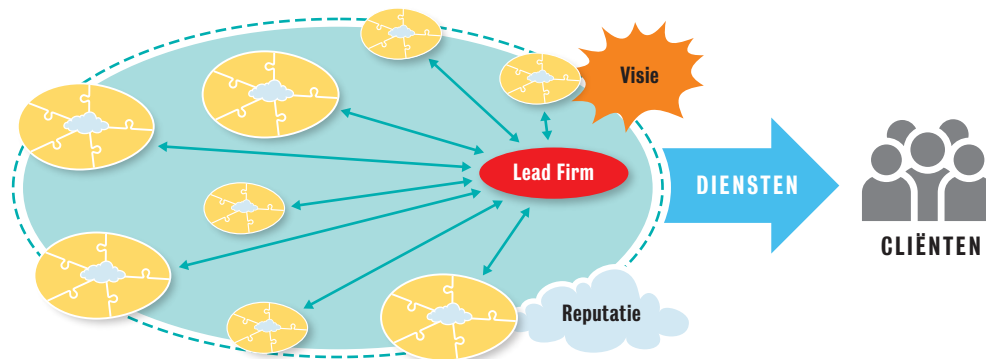 Visie
Lead Firm
DIENSTEN
CLIËNTEN
Reputatie